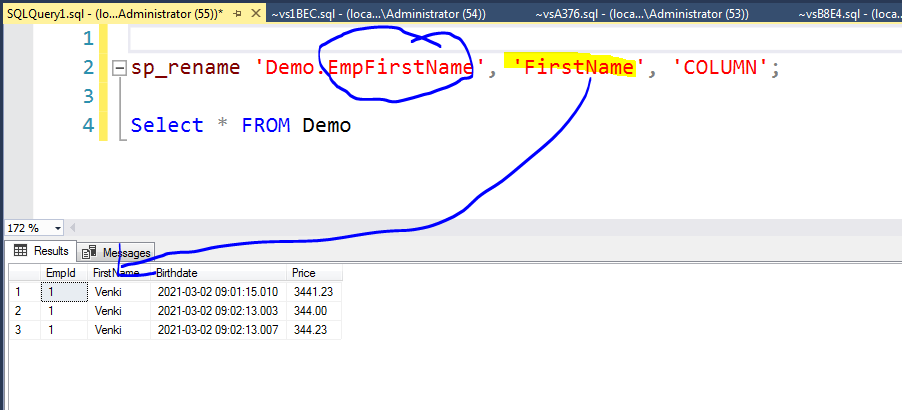 SQLQuery1.sql - (lo...Administrator (55))* ~vs1BEC.sql - (loca...\Administrator (54)) ~vsA376.sql - (loca...\Administrator (53)) ~vsB8E4.sql - (loca...\Ad
1
2 sp_rename 'Demo.EmpFirstName', 'FirstName', 'COLUMN';
3
4 Select * FROM Demo
172 %
Results Messages
EmpId FirstName Birthdate Price
1 1 Venki 2021-03-02 09:01:15.010 3441.23
2 1 Venki 2021-03-02 09:02:13.003 344.00
3 1 Venki 2021-03-02 09:02:13.007 344.23